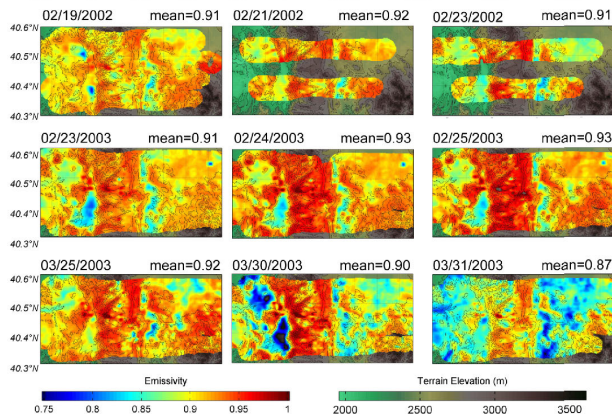 02/19/2002 mean=0.91 02/21/2002 mean=0.92 02/23/2002 mean=0.91
40.6°N
40.5°N
40.4°N
40.3°N
02/23/2003 mean=0.91 02/24/2003 mean=0.93 02/25/2003 mean=0.93
40.6°N
40.5°N
40.4°N
40.3°N
03/25/2003 mean=0.92 03/30/2003 mean=0.90 03/31/2003 mean=0.87
40.6°N
40.5°N
40.4°N
40.3°N
Emissivity Terrain Elevation (m)
0.75 0.8 0.85 0.9 0.95 1 2000 2500 3000 3500